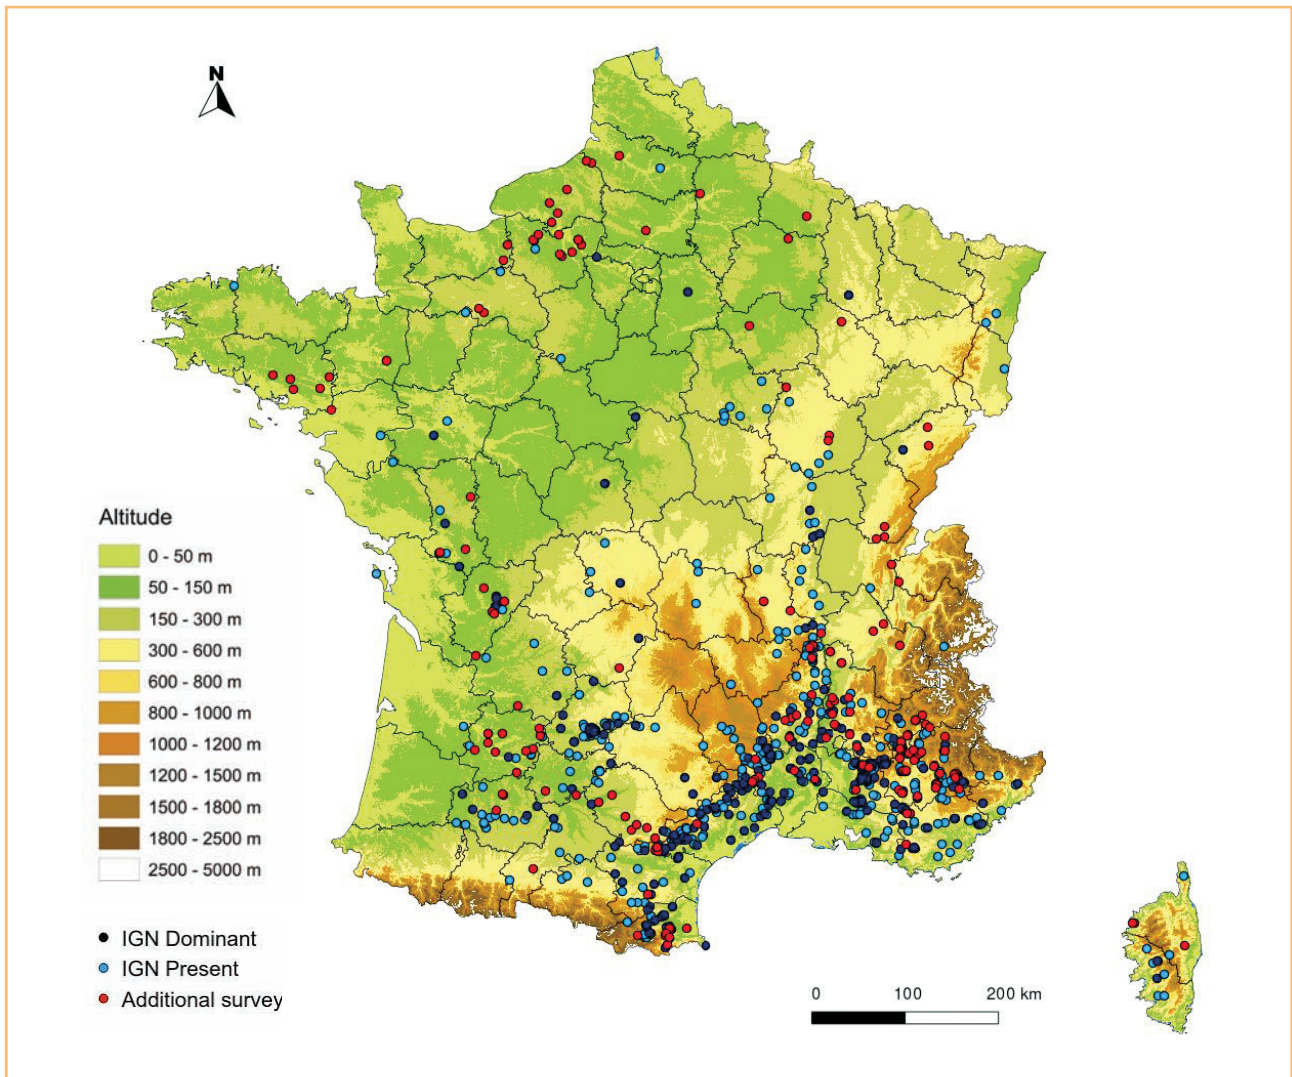 N
Altitude
0 - 50 m
50 - 150 m
150 - 300 m
300 - 600 m
600 - 800 m
800 - 1000 m
1000 - 1200 m
1200 - 1500 m
1500 - 1800 m
1800 - 2500 m
2500 - 5000 m
IGN Dominant
IGN Present
Additional survey
0 100 200 km